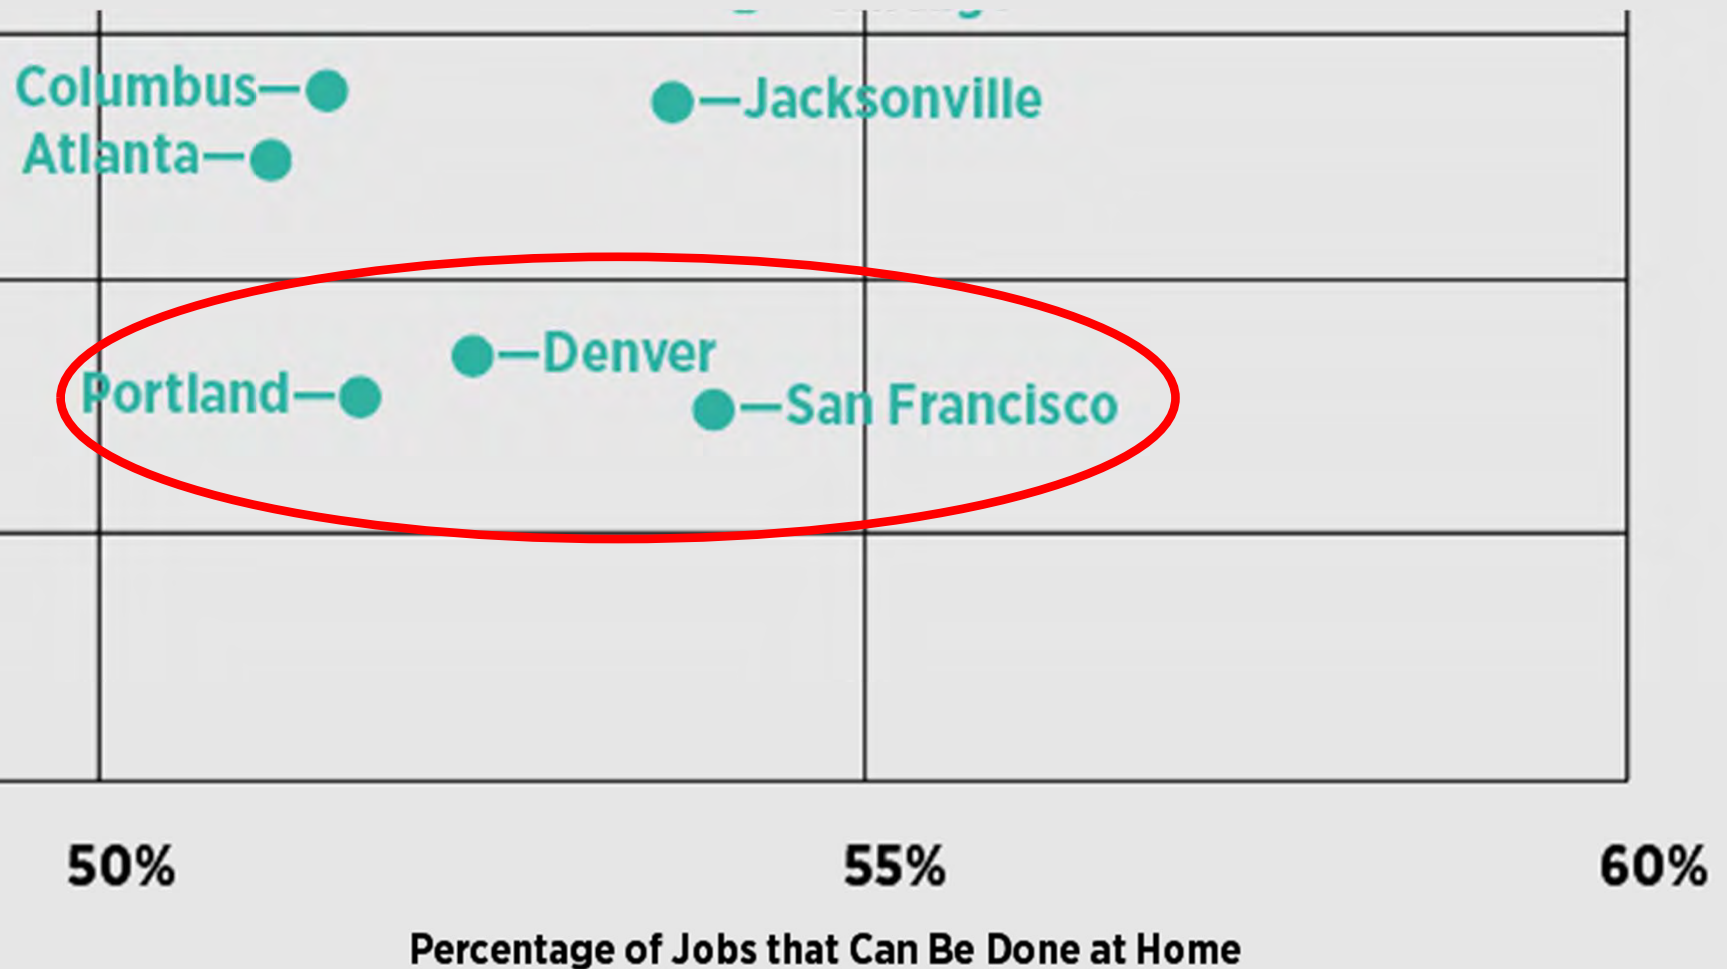 Columbus
Jacksonville
Atlanta
Denver
Portland
San Francisco
50%
55%
60%
Percentage of Jobs that Can Be Done at Home